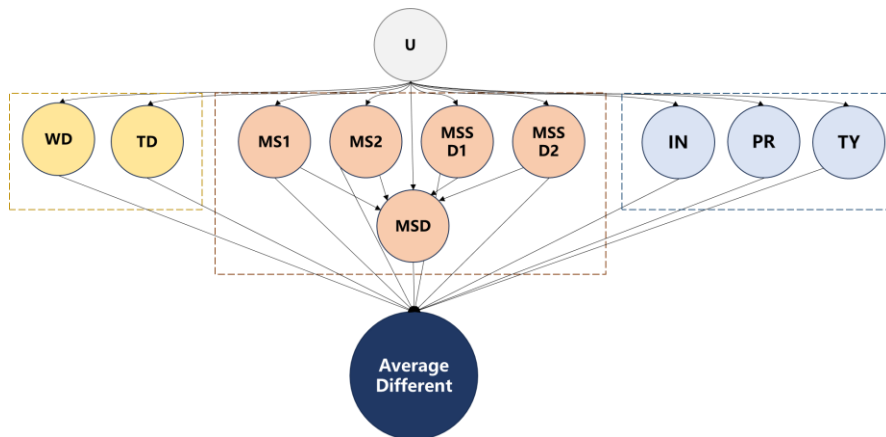 U
WD
TD
MS1
MS2
MSS
D1
MSS
D2
IN
PR
TY
MSD
Average
Different